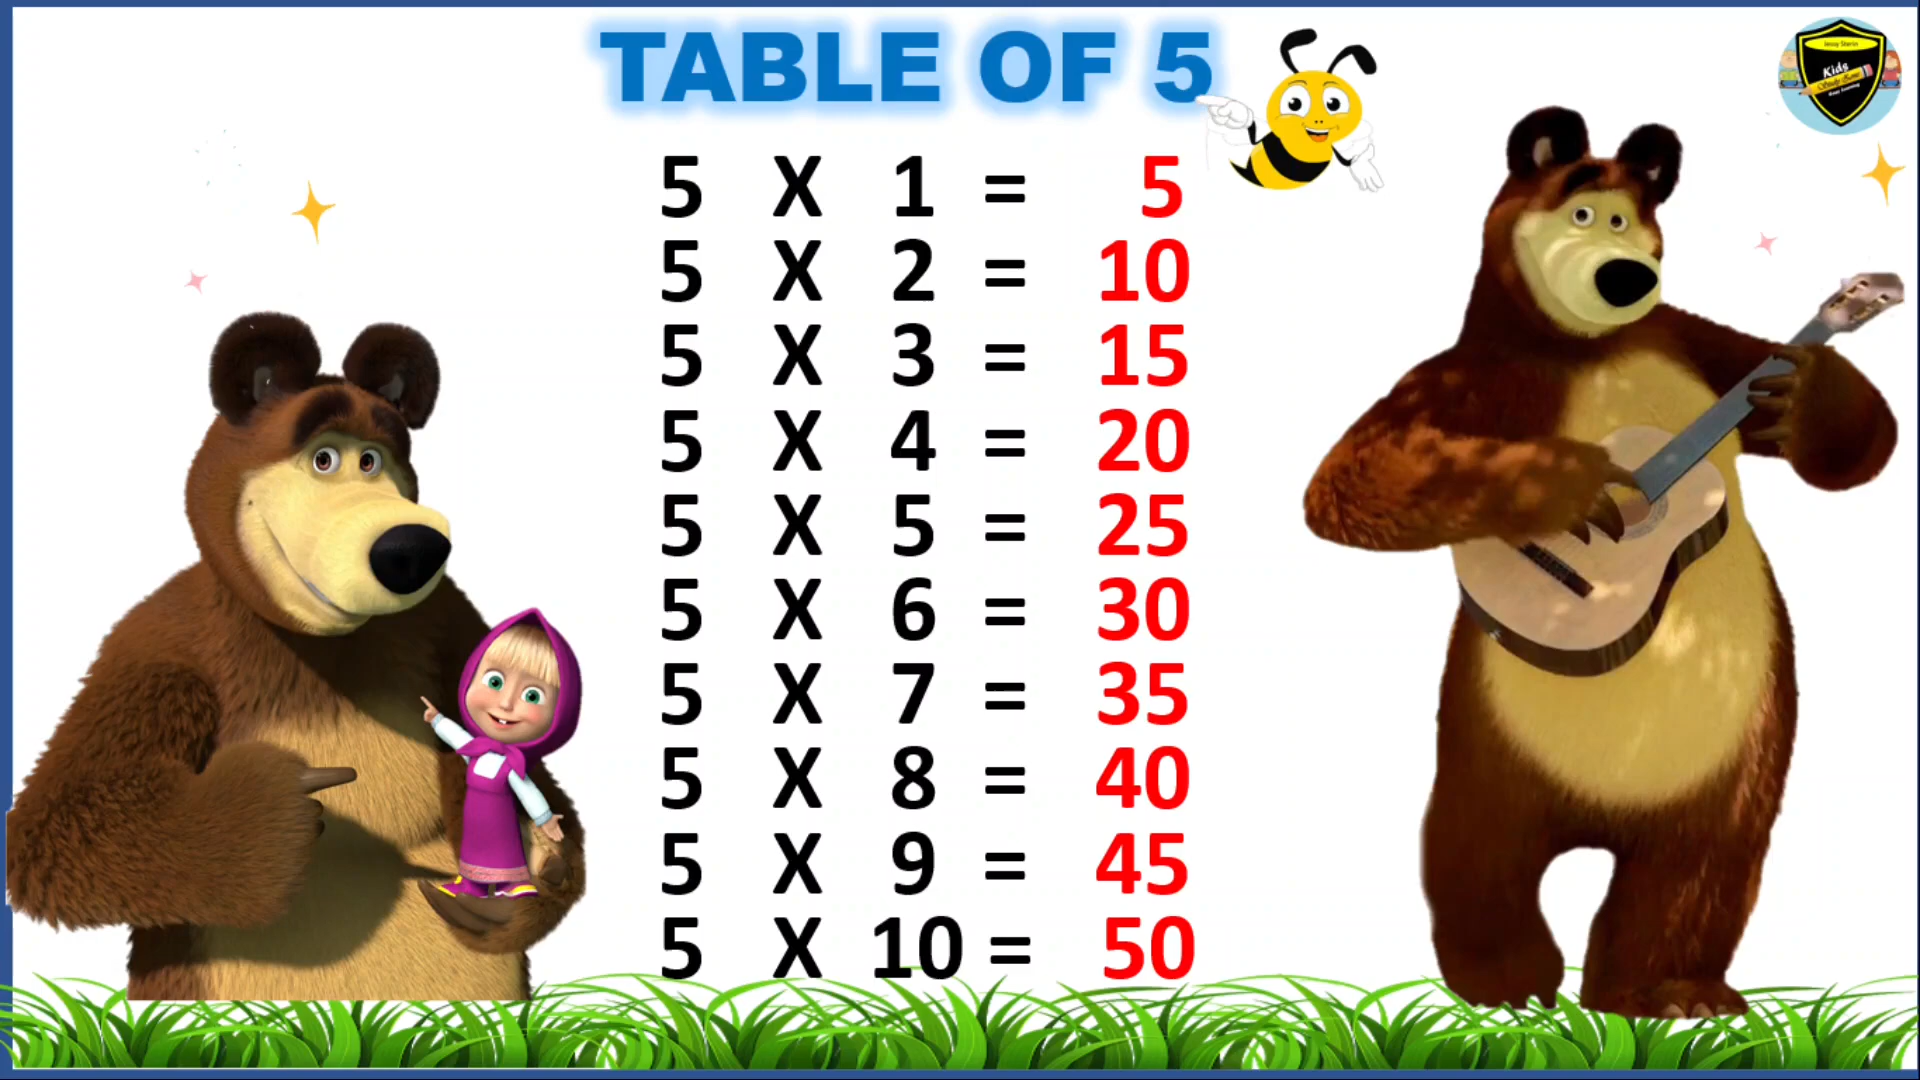 TABLE OF 5
5 X 1 = 5
5 X 2 = 10
5 X 3 = 15
5 X 4 = 20
5 X 5 = 25
5 X 6 = 30
5 X 7 = 35
5 X 8 = 40
5 X 9 = 45
5 X 10 = 50
Kids